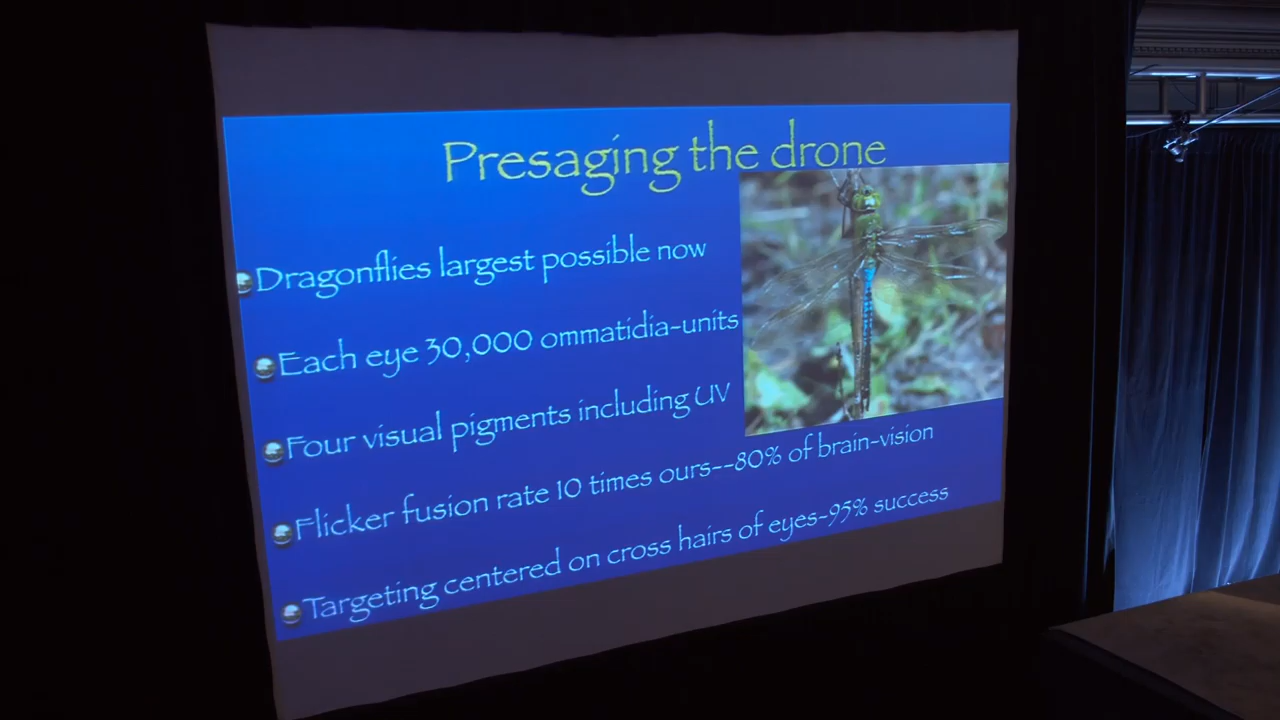 Presaging the drone
Dragonflies largest possible now
Each eye 30,000 ommatidia-units
Four visual pigments including UV
Flicker fusion rate 10 times ours--80% of brain-vision
Targeting centered on cross hairs of eyes-95% success